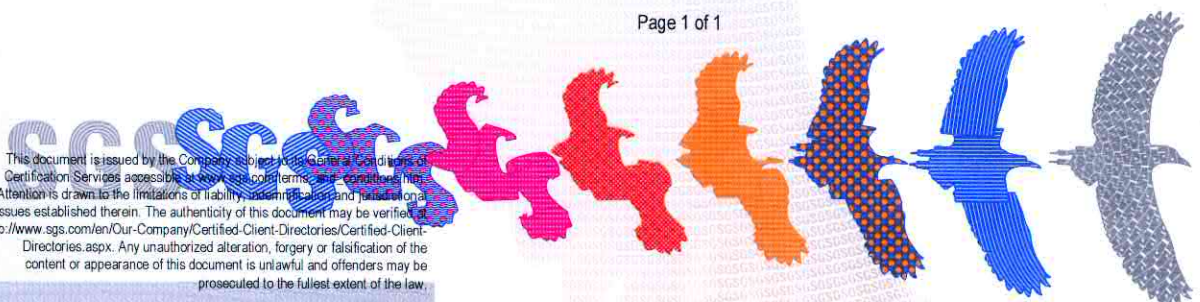 Page 1 of 1
SGS
This document is issued by the Company subject to its General Conditions of
Certification Services accessible at www.sgs.com/terms_and_conditions.htm.
Attention is drawn to the limitations of liability, indemnification and jurisdictional
issues established therein. The authenticity of this document may be verified at
p://www.sgs.com/en/Our-Company/Certified-Client-Directories/Certified-Client-
Directories.aspx. Any unauthorized alteration, forgery or falsification of the
content or appearance of this document is unlawful and offenders may be
prosecuted to the fullest extent of the law.